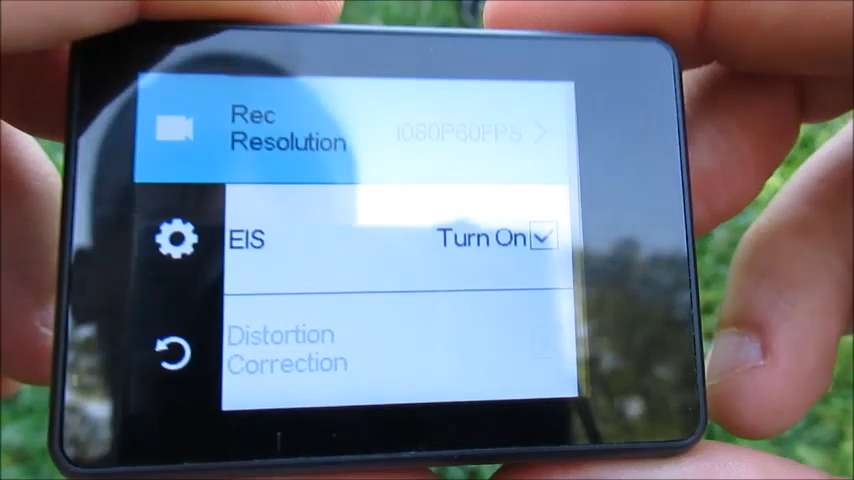 Rec
Resolution
1080P60FPS
EIS
Turn On
Distortion
Correction